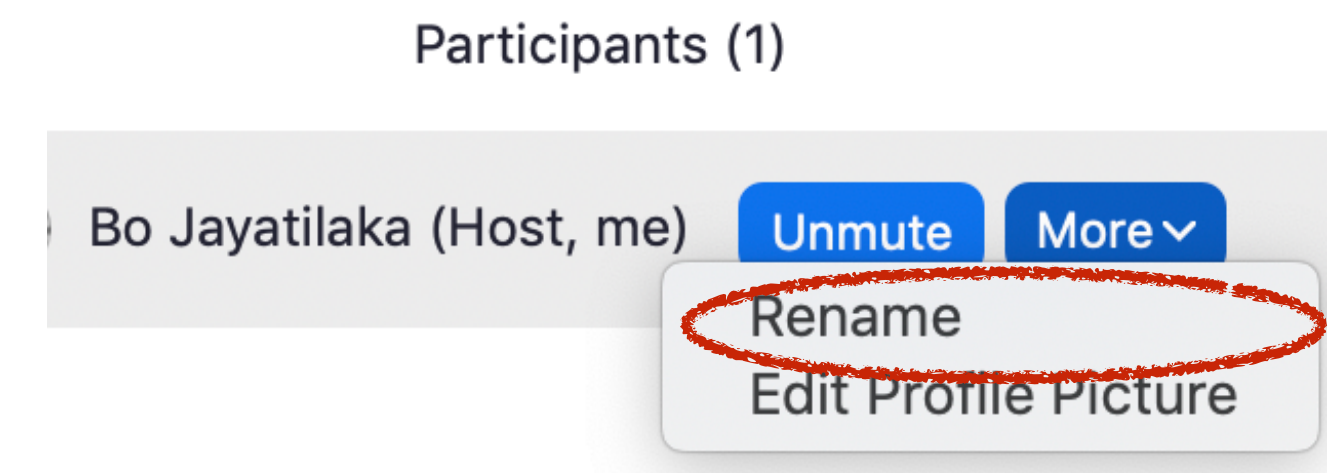 Participants (1)
Bo Jayatilaka (Host, me) Unmute More
Rename
Edit Profile Picture